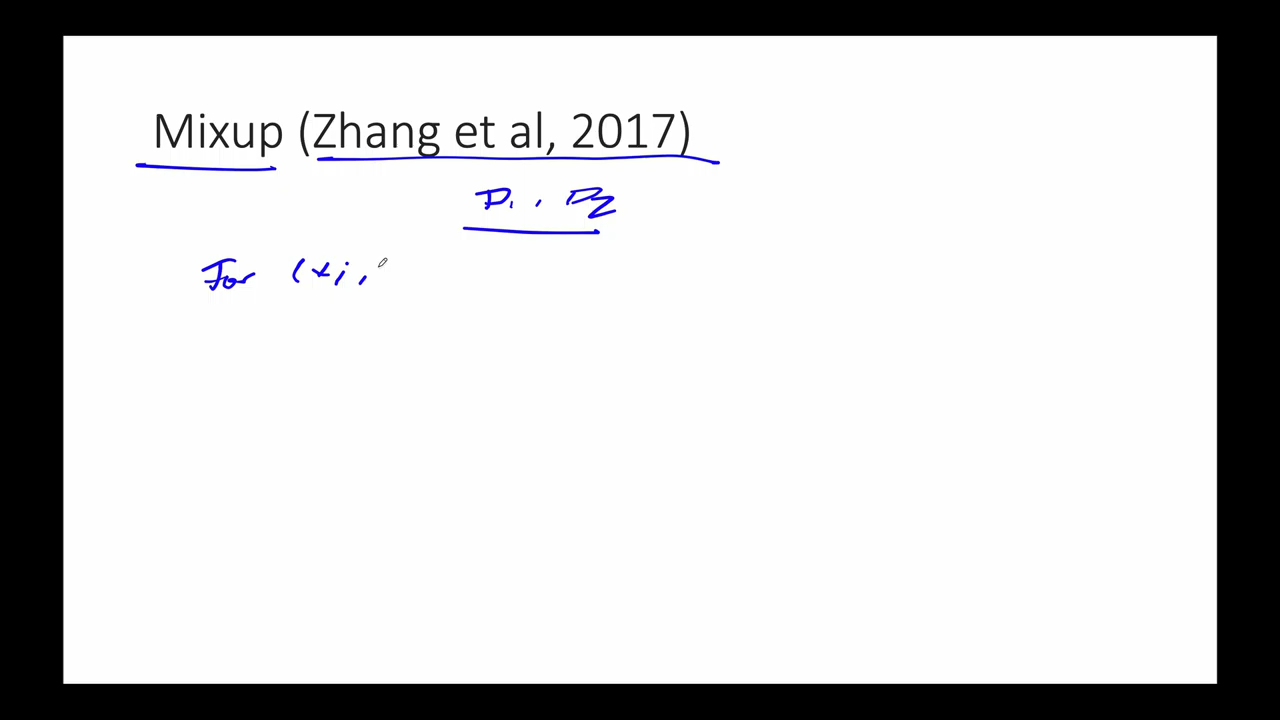 Mixup (Zhang et al, 2017)
D₁, D₂
For (xi,